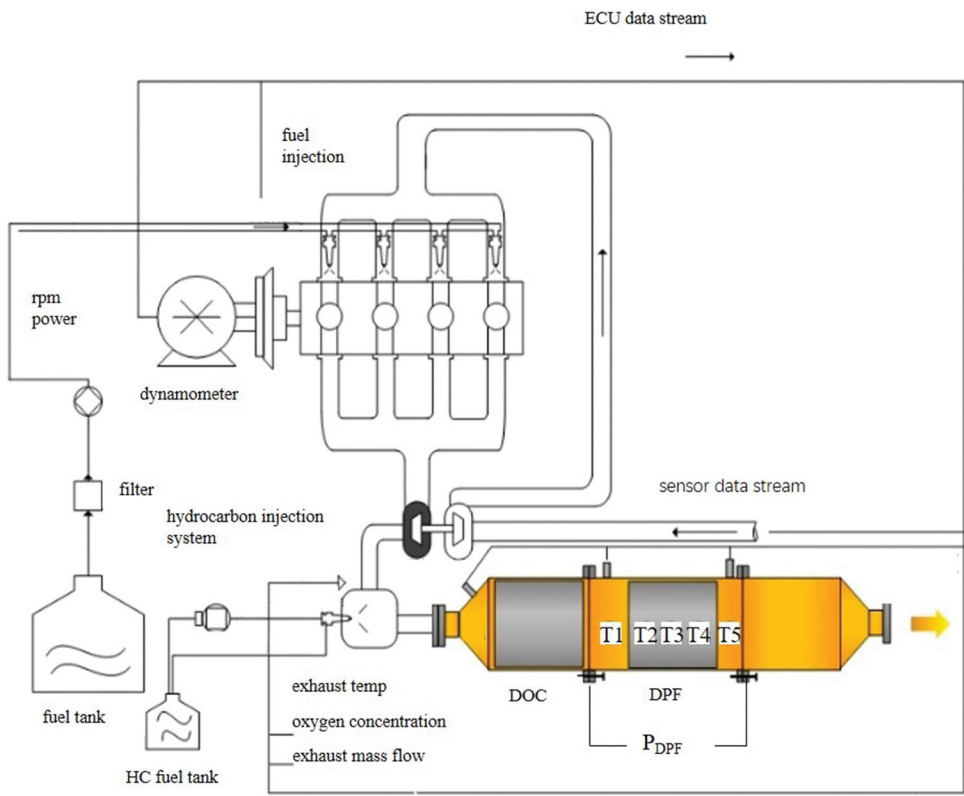 ECU data stream
fuel
injection
rpm
power
dynamometer
filter
sensor data stream
hydrocarbon injection
system
T1 T2 T3 T4 T5
exhaust temp
DOC
DPF
fuel tank
oxygen concentration
PDPF
exhaust mass flow
HC fuel tank